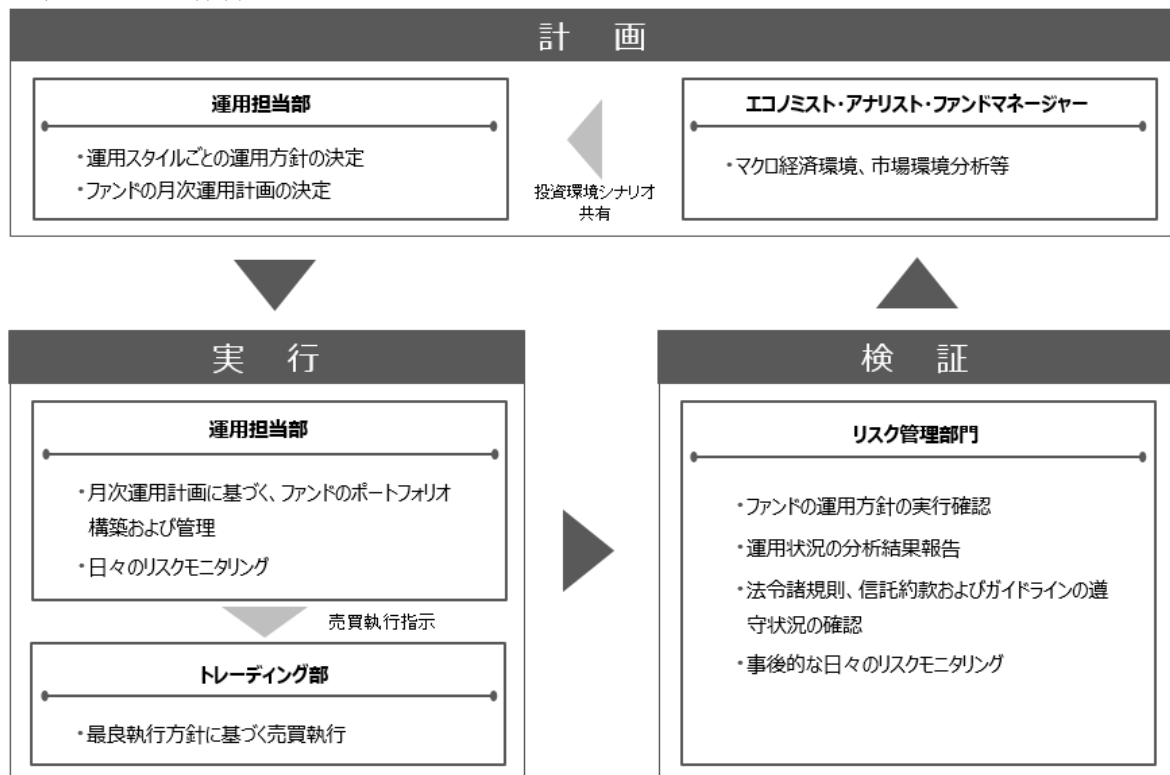 計 画
運用担当部
・運用スタイルごとの運用方針の決定
・ファンドの月次運用計画の決定
投資環境シナリオ
共有
エコノミスト・アナリスト・ファンドマネージャー
・マクロ経済環境、市場環境分析等
実 行
運用担当部
・月次運用計画に基づく、ファンドのポートフォリオ
構築および管理
・日々のリスクモニタリング
売買執行指示
トレーディング部
・最良執行方針に基づく売買執行
検 証
リスク管理部門
・ファンドの運用方針の実行確認
・運用状況の分析結果報告
・法令諸規則、信託約款およびガイドラインの遵
守状況の確認
・事後的な日々のリスクモニタリング